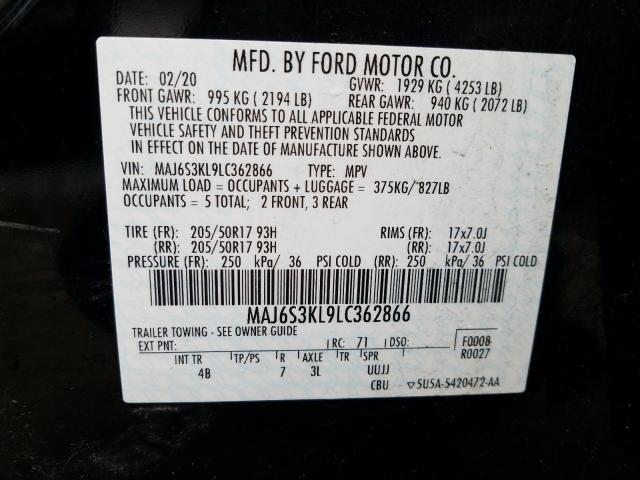 MFD. BY FORD MOTOR CO.
DATE: 02/20 GVWR: 1929 KG ( 4253 LB)
FRONT GAWR: 995 KG ( 2194 LB) REAR GAWR: 940 KG ( 2072 LB)
THIS VEHICLE CONFORMS TO ALL APPLICABLE FEDERAL MOTOR
VEHICLE SAFETY AND THEFT PREVENTION STANDARDS
IN EFFECT ON THE DATE OF MANUFACTURE SHOWN ABOVE.
VIN: MAJ6S3KL9LC362866 TYPE: MPV
MAXIMUM LOAD = OCCUPANTS + LUGGAGE = 375KG/ 827LB
OCCUPANTS = 5 TOTAL; 2 FRONT, 3 REAR
TIRE (FR): 205/50R17 93H RIMS (FR): 17x7.0J
(RR): 205/50R17 93H (RR): 17x7.0J
PRESSURE (FR): 250 kPa/ 36 PSI COLD (RR): 250 kPa/ 36 PSI COLD
MAJ6S3KL9LC362866
TRAILER TOWING - SEE OWNER GUIDE
EXT PNT: RC: 71 DSO: F0008
R0027
INT TR TP/PS R AXLE TR SPR
4B 7 3L UUJJ
CBU ▽SU5A-5420472-AA